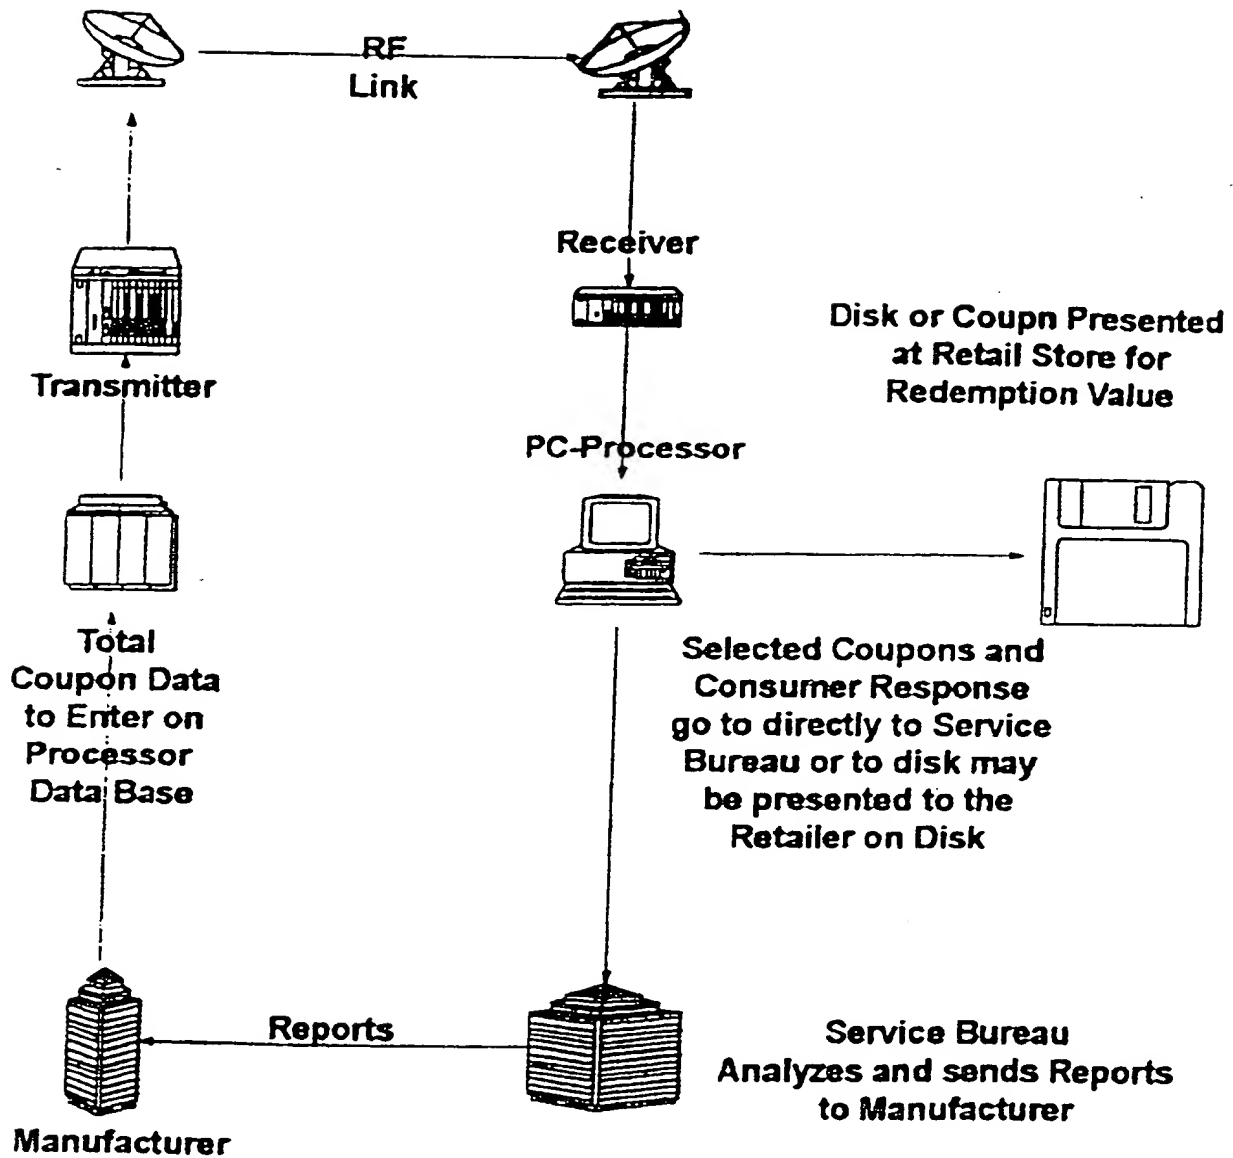 RF
Link
Receiver
Disk or Coupn Presented
at Retail Store for
Redemption Value
Transmitter
PC-Processor
Total
Coupon Data
to Enter on
Processor
Data Base
Selected Coupons and
Consumer Response
go to directly to Service
Bureau or to disk may
be presented to the
Retailer on Disk
Reports
Service Bureau
Analyzes and sends Reports
to Manufacturer
Manufacturer